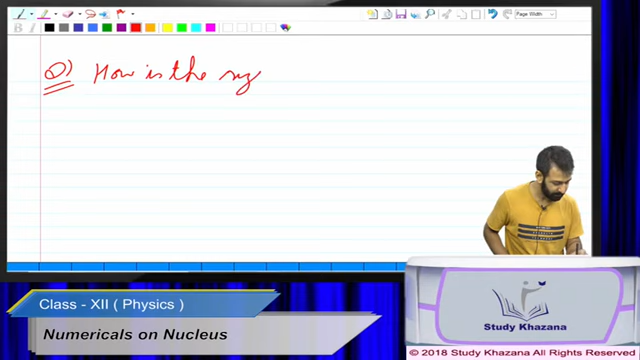 Page Width
Q) How is the
Study Khazana
Class - XII ( Physics )
Numericals on Nucleus
© 2018 Study Khazana All Rights Reserved